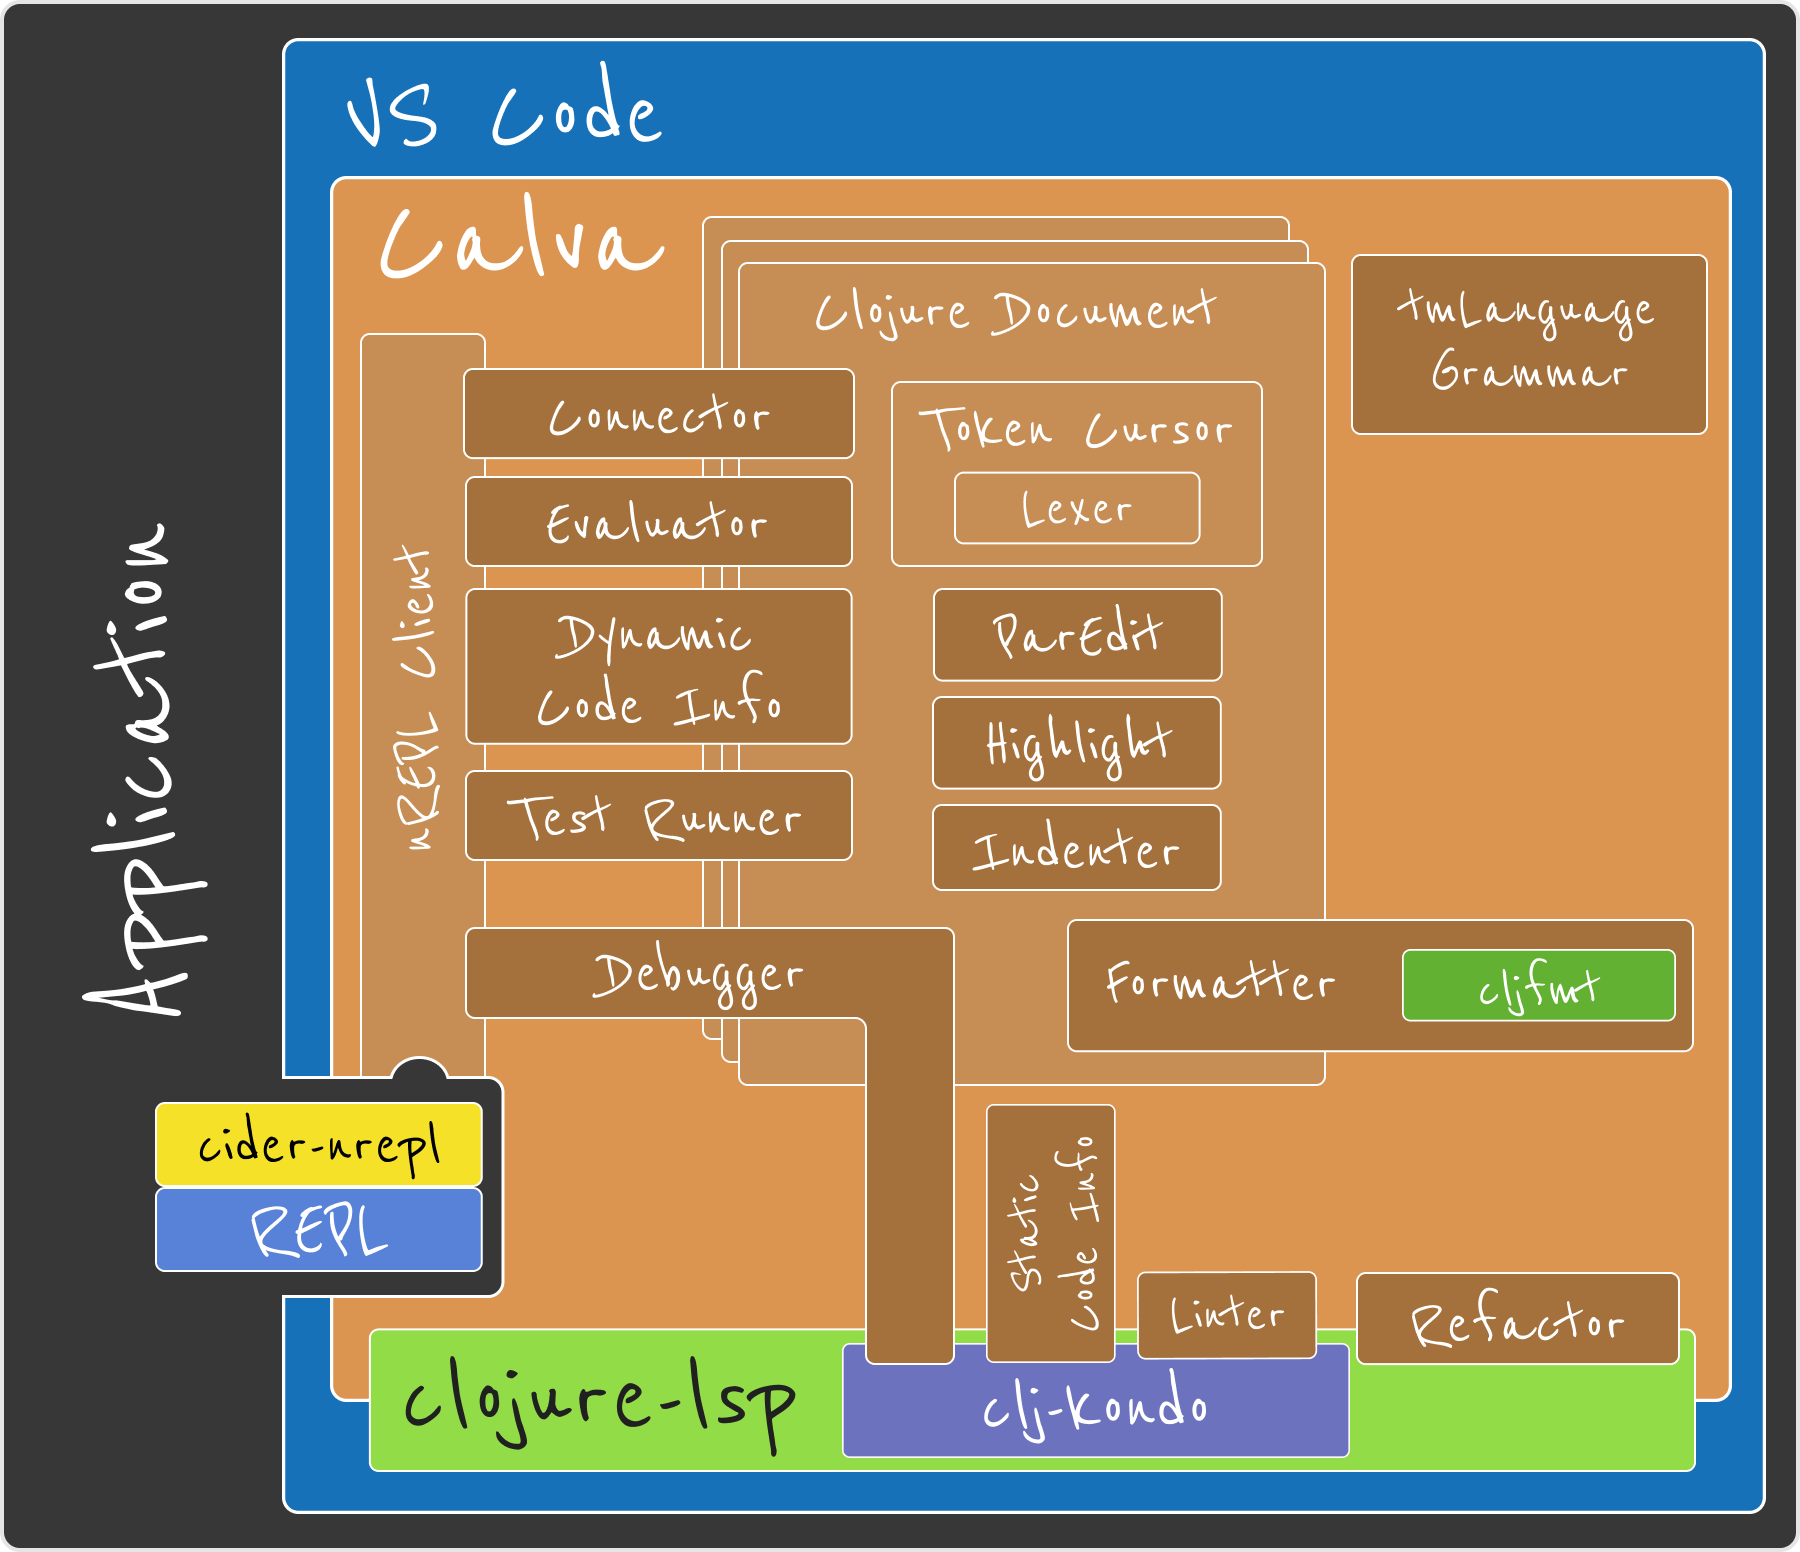 VS Code
Calva
Clojure Document
tmLanguage
Grammar
Connector
Token Cursor
Lexer
Evaluator
Dynamic
Code Info
ParEdit
Highlight
Test Runner
Indenter
nREPL Client
Application
Debugger
Formatter
cljfmt
cider-nrepl
REPL
Static
Code Info
Linter
Refactor
clojure-lsp
clj-kondo